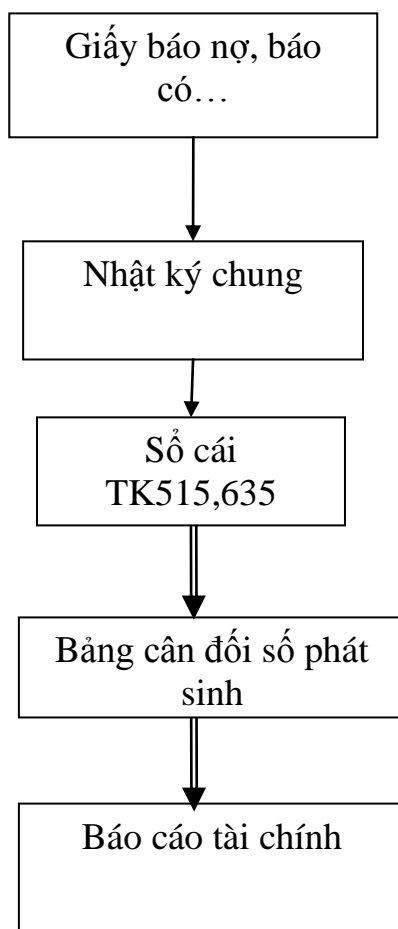 Giấy báo nợ, báo
có…
Nhật ký chung
Sổ cái
TK515,635
Bảng cân đối số phát
sinh
Báo cáo tài chính